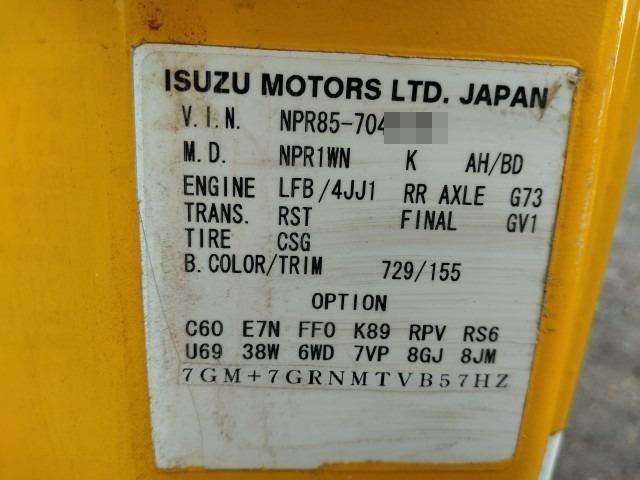 ISUZU MOTORS LTD. JAPAN
V.I.N. NPR85-704
M.D. NPR1WN K AH/BD
ENGINE LFB/4JJ1 RR AXLE G73
TRANS. RST FINAL GV1
TIRE CSG
B.COLOR/TRIM 729/155
OPTION
C60 E7N FF0 K89 RPV RS6
U69 38W 6WD 7VP 8GJ 8JM
7GM+7GRNMTVB57HZ